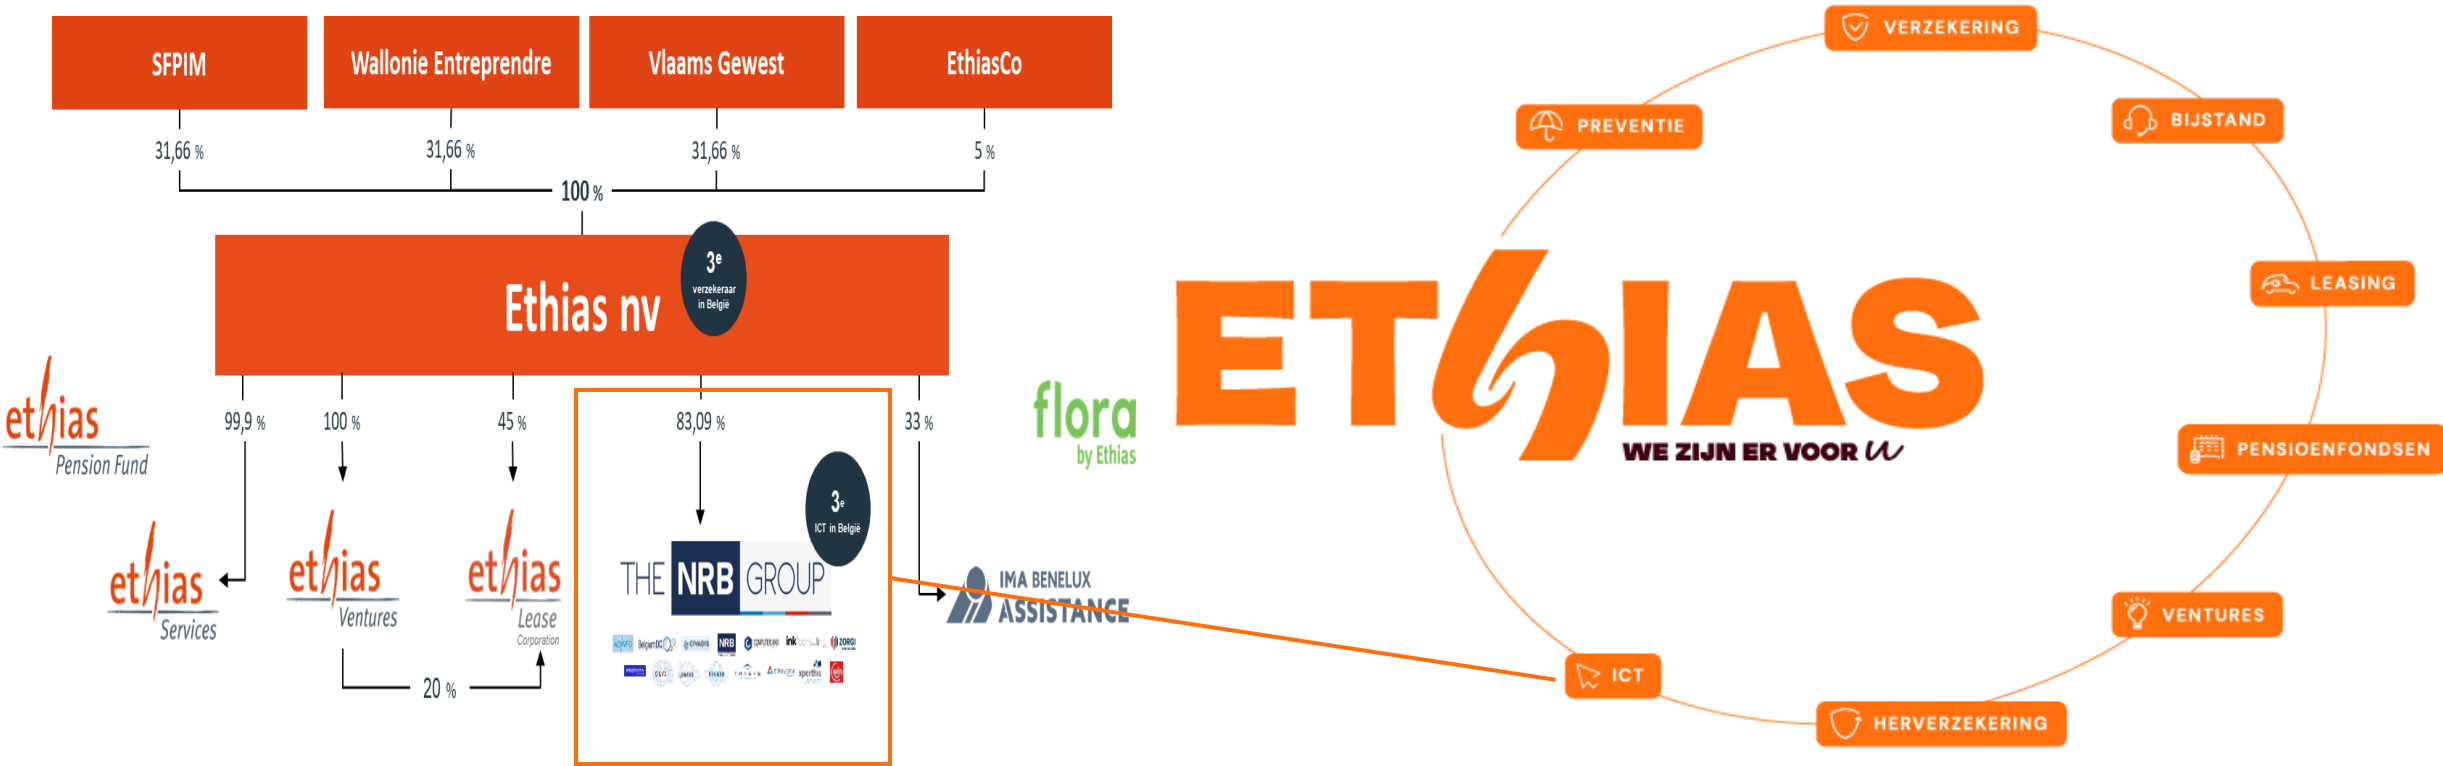 SFPIM
Wallonie Entreprendre
Vlaams Gewest
EthiasCo
31,66 %
31,66 %
31,66 %
5 %
100 %
Ethias nv
3e
verzekeraar
in België
99,9 %
100 %
45 %
83,09 %
33 %
ethias
Pension Fund
flora
by Ethias
3e
ICT in België
ethias
Services
ethias
Ventures
ethias
Lease
Corporation
THE NRB GROUP
IMA BENELUX
ASSISTANCE
NRB
ZORGI
xperthis
20 %
VERZEKERING
PREVENTIE
BIJSTAND
LEASING
ETHIAS
WE ZIJN ER VOOR U
PENSIOENFONDSEN
VENTURES
ICT
HERVERZEKERING